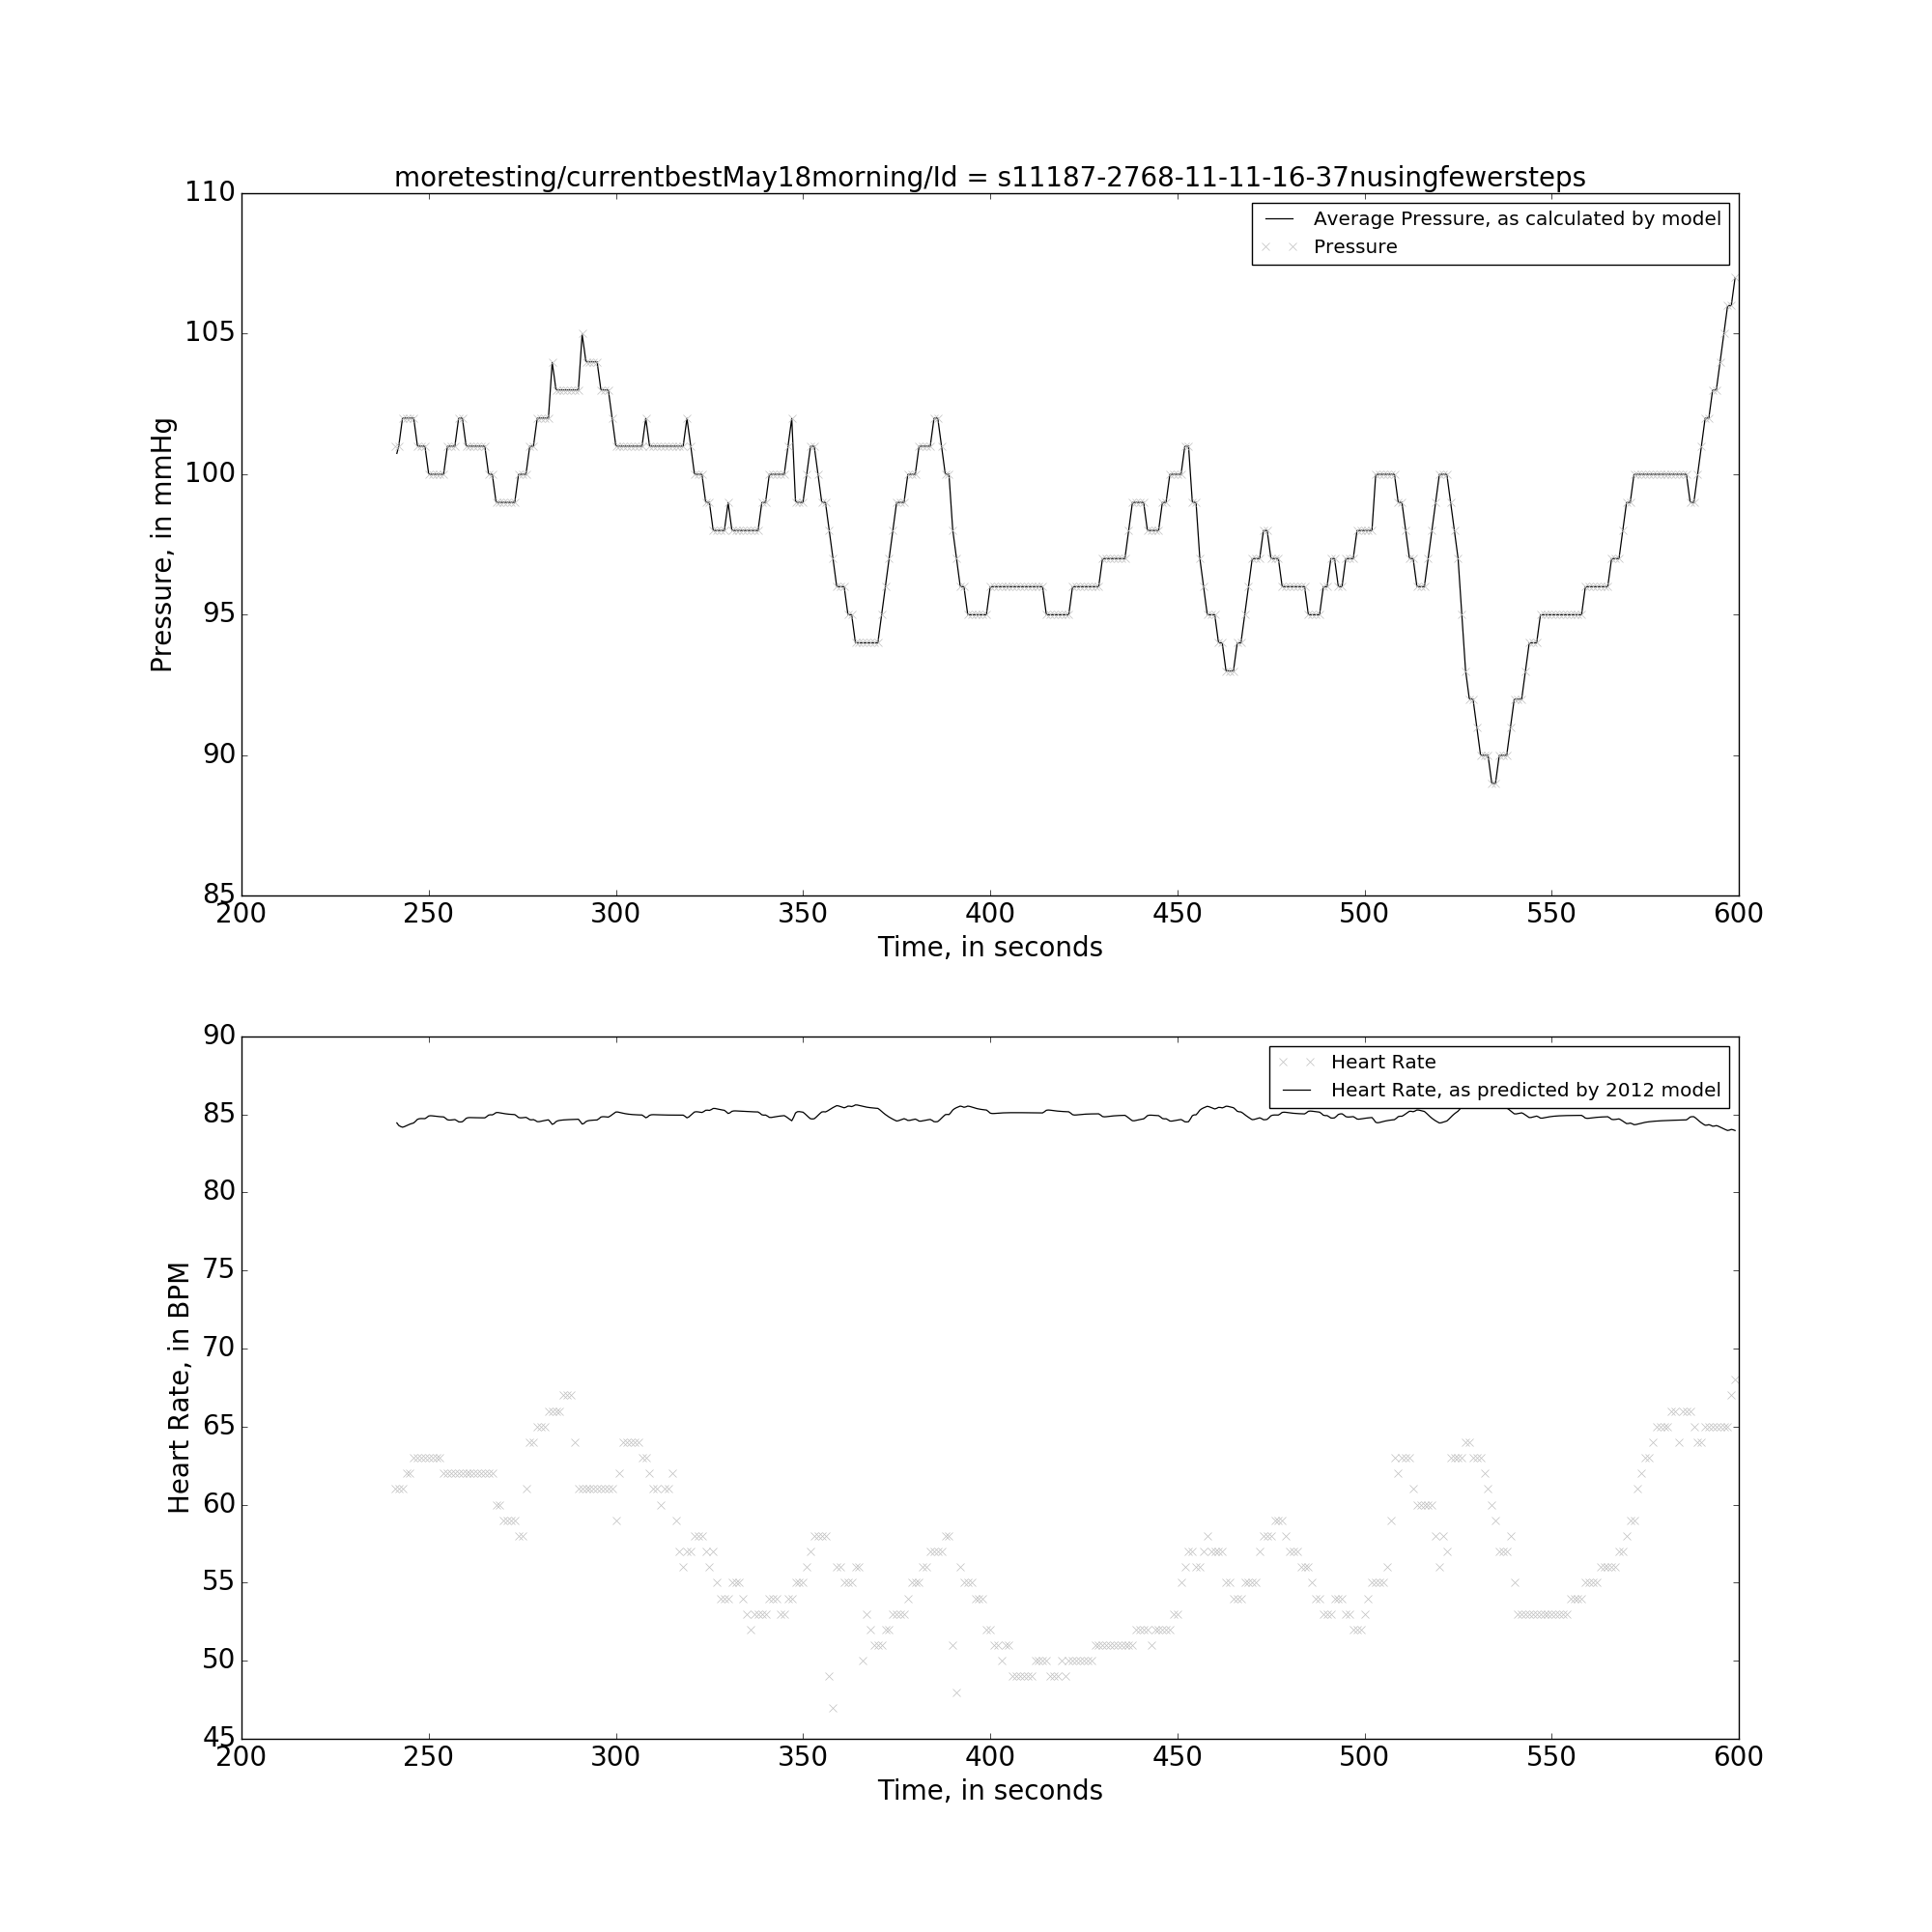 moretesting/currentbestMay18morning/Id = s11187-2768-11-11-16-37nusingfewersteps
110
105
100
95
90
85
Pressure, in mmHg
Average Pressure, as calculated by model
Pressure
200 250 300 350 400 450 500 550 600
Time, in seconds
90
85
80
75
70
65
60
55
50
45
Heart Rate, in BPM
Heart Rate
Heart Rate, as predicted by 2012 model
200 250 300 350 400 450 500 550 600
Time, in seconds